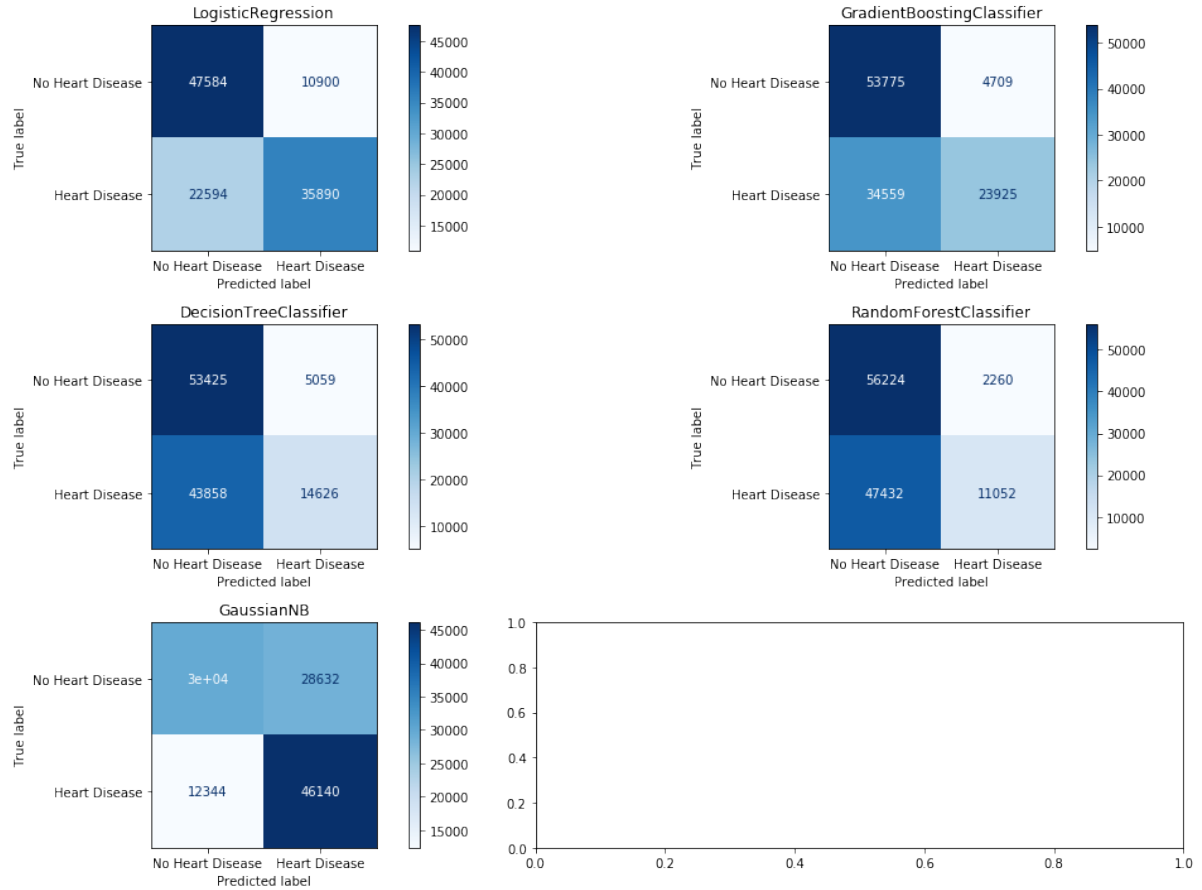 LogisticRegression
No Heart Disease
Heart Disease
True label
47584 10900
22594 35890
No Heart Disease Heart Disease
Predicted label
45000
40000
35000
30000
25000
20000
15000
GradientBoostingClassifier
No Heart Disease
Heart Disease
True label
53775 4709
34559 23925
No Heart Disease Heart Disease
Predicted label
50000
40000
30000
20000
10000
DecisionTreeClassifier
No Heart Disease
Heart Disease
True label
53425 5059
43858 14626
No Heart Disease Heart Disease
Predicted label
50000
40000
30000
20000
10000
RandomForestClassifier
No Heart Disease
Heart Disease
True label
56224 2260
47432 11052
No Heart Disease Heart Disease
Predicted label
50000
40000
30000
20000
10000
GaussianNB
No Heart Disease
Heart Disease
True label
3e+04 28632
12344 46140
No Heart Disease Heart Disease
Predicted label
45000
40000
35000
30000
25000
20000
15000
1.0
0.8
0.6
0.4
0.2
0.0
0.0 0.2 0.4 0.6 0.8 1.0